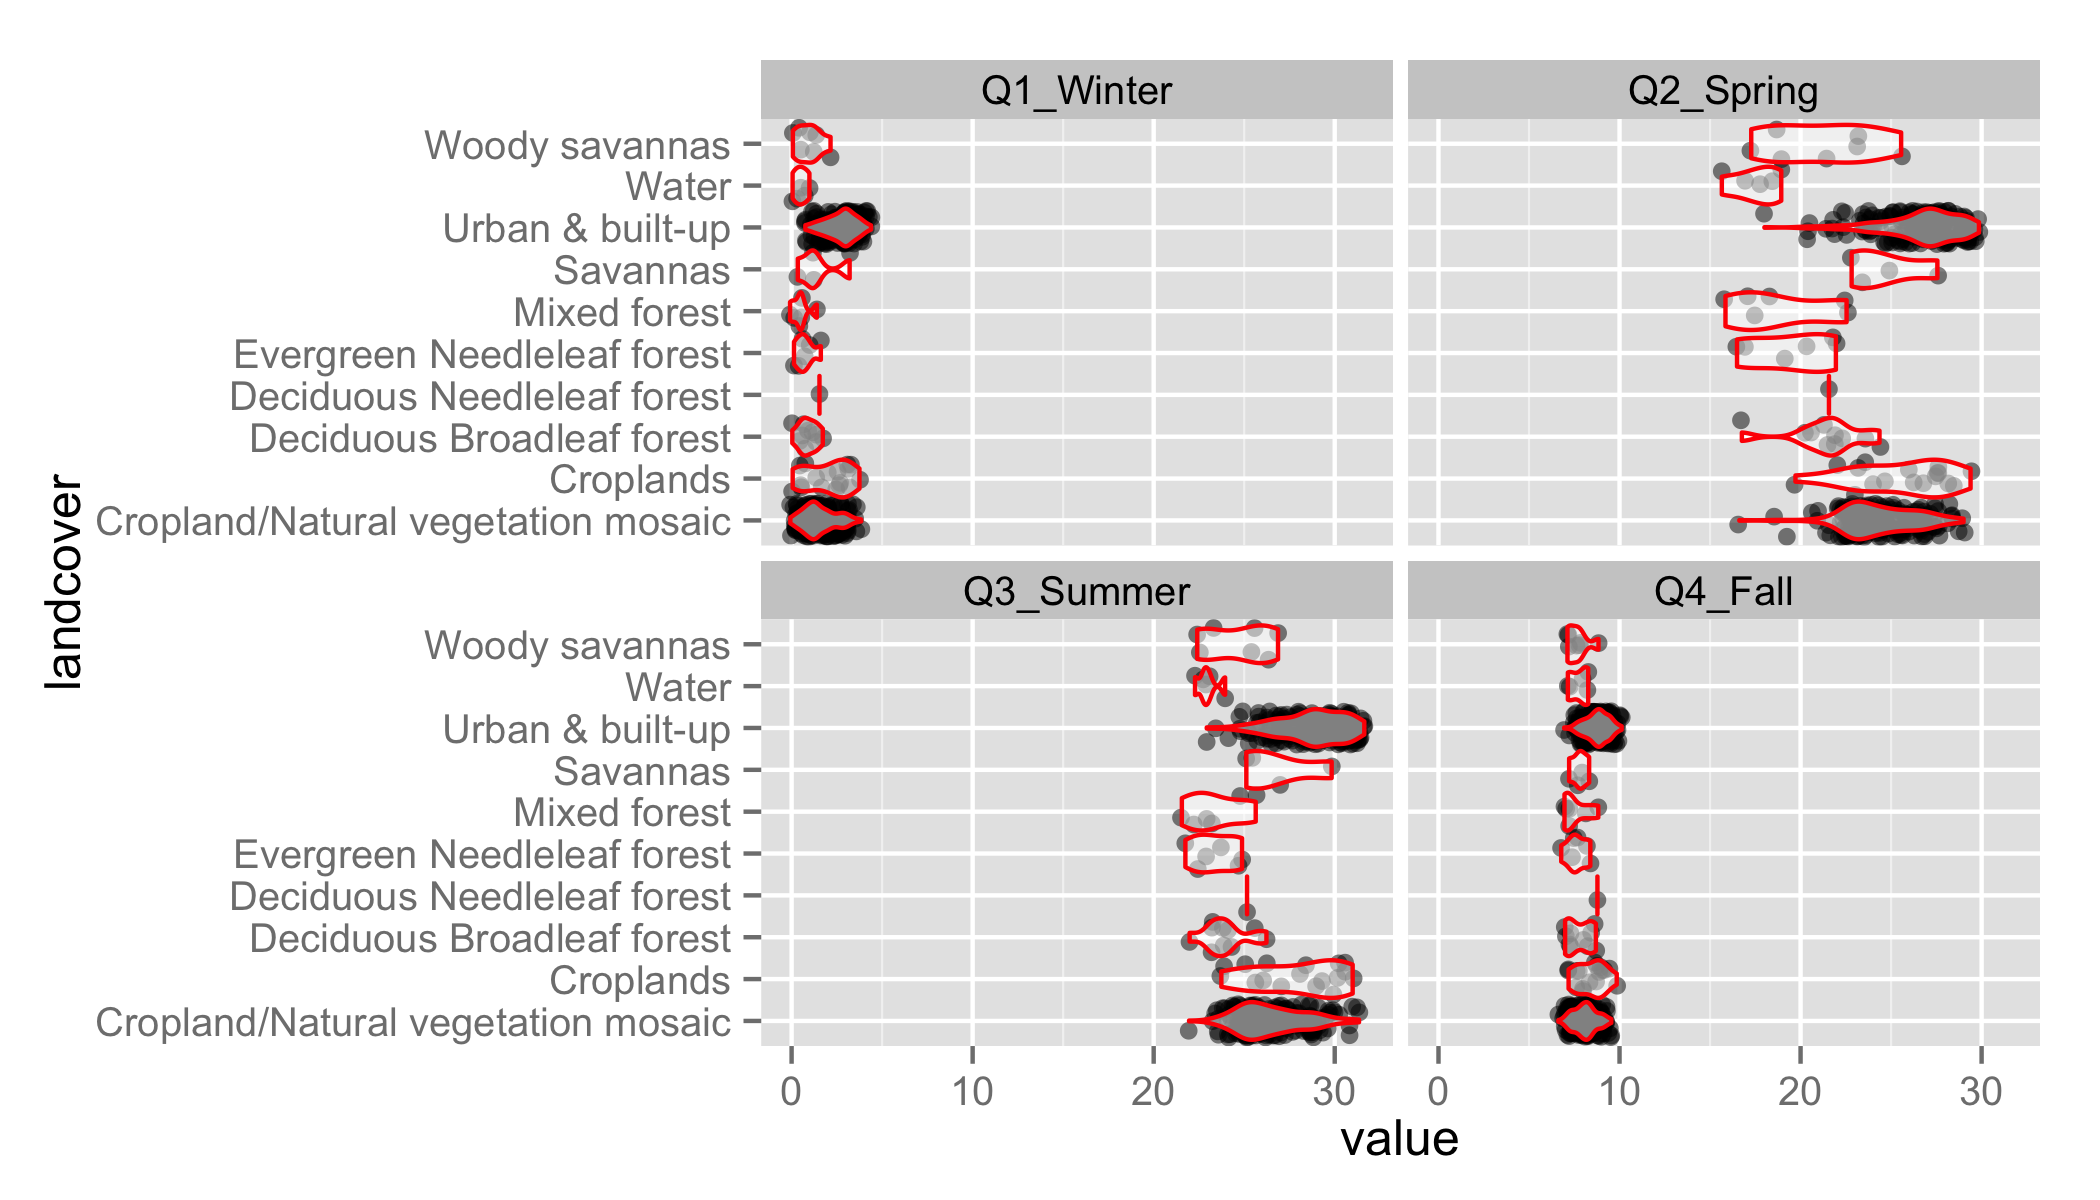 Q1_Winter
Q2_Spring
Woody savannas
Water
Urban & built-up
Savannas
Mixed forest
Evergreen Needleleaf forest
Deciduous Needleleaf forest
Deciduous Broadleaf forest
Croplands
Cropland/Natural vegetation mosaic
landcover
Q3_Summer
Q4_Fall
Woody savannas
Water
Urban & built-up
Savannas
Mixed forest
Evergreen Needleleaf forest
Deciduous Needleleaf forest
Deciduous Broadleaf forest
Croplands
Cropland/Natural vegetation mosaic
0 10 20 30 0 10 20 30
value